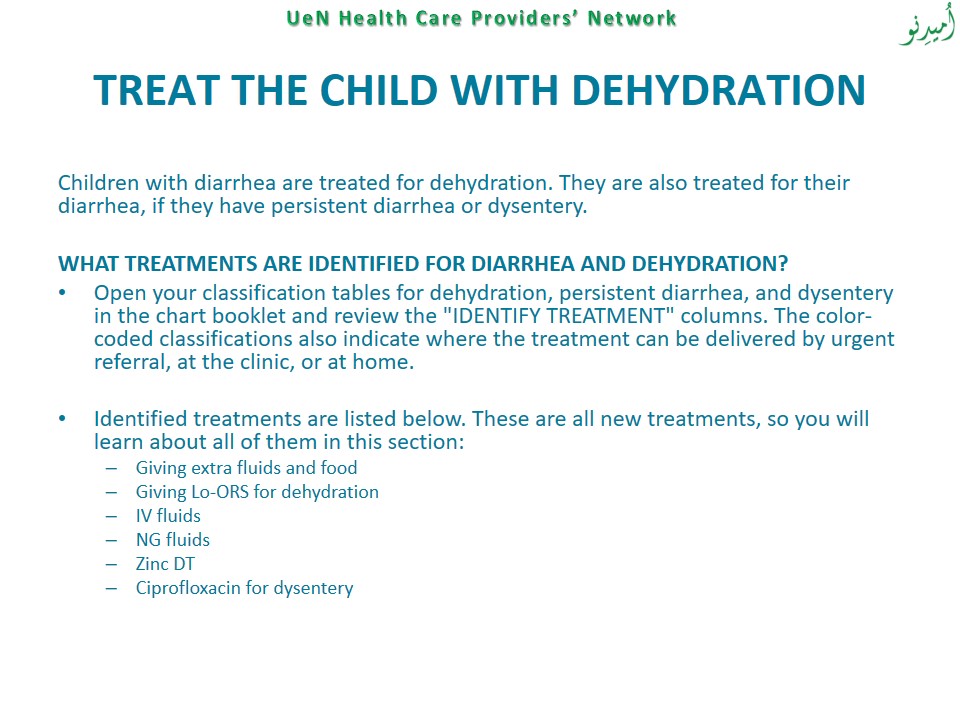 UeN Health Care Providers’ Network
اُمیدِنو
TREAT THE CHILD WITH DEHYDRATION
Children with diarrhea are treated for dehydration. They are also treated for their
diarrhea, if they have persistent diarrhea or dysentery.
WHAT TREATMENTS ARE IDENTIFIED FOR DIARRHEA AND DEHYDRATION?
• Open your classification tables for dehydration, persistent diarrhea, and dysentery
in the chart booklet and review the "IDENTIFY TREATMENT" columns. The color-
coded classifications also indicate where the treatment can be delivered by urgent
referral, at the clinic, or at home.
• Identified treatments are listed below. These are all new treatments, so you will
learn about all of them in this section:
– Giving extra fluids and food
– Giving Lo-ORS for dehydration
– IV fluids
– NG fluids
– Zinc DT
– Ciprofloxacin for dysentery